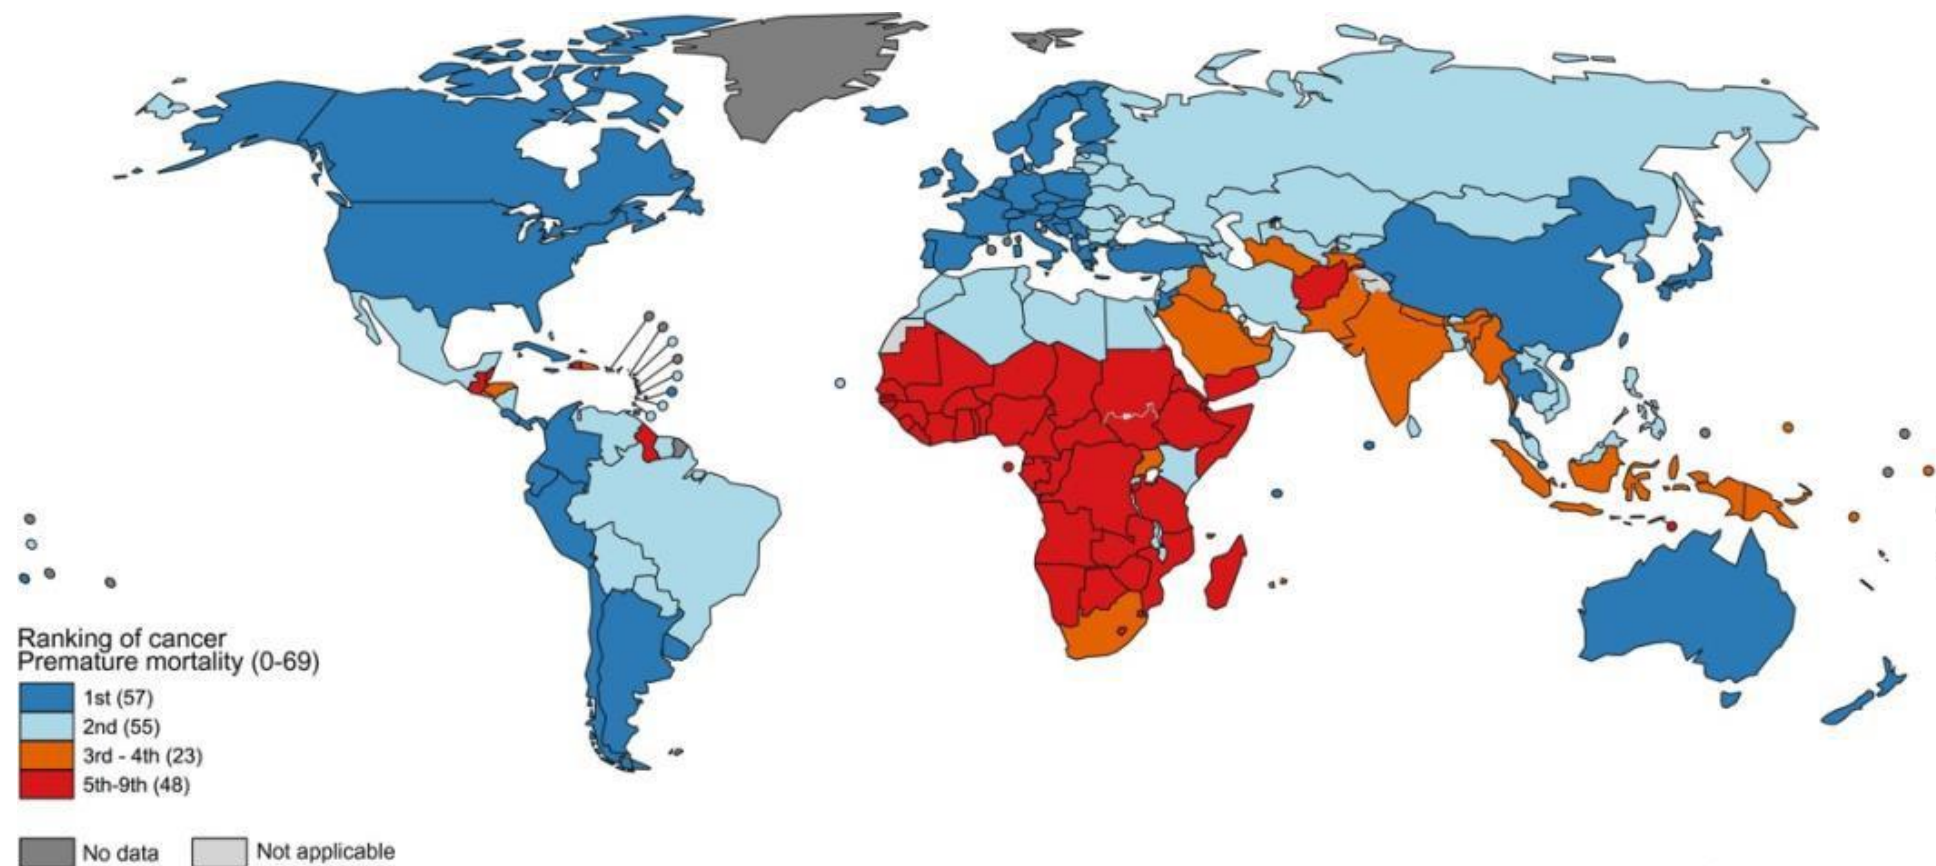 Ranking of cancer
Premature mortality (0-69)
1st (57)
2nd (55)
3rd - 4th (23)
5th-9th (48)
No data
Not applicable